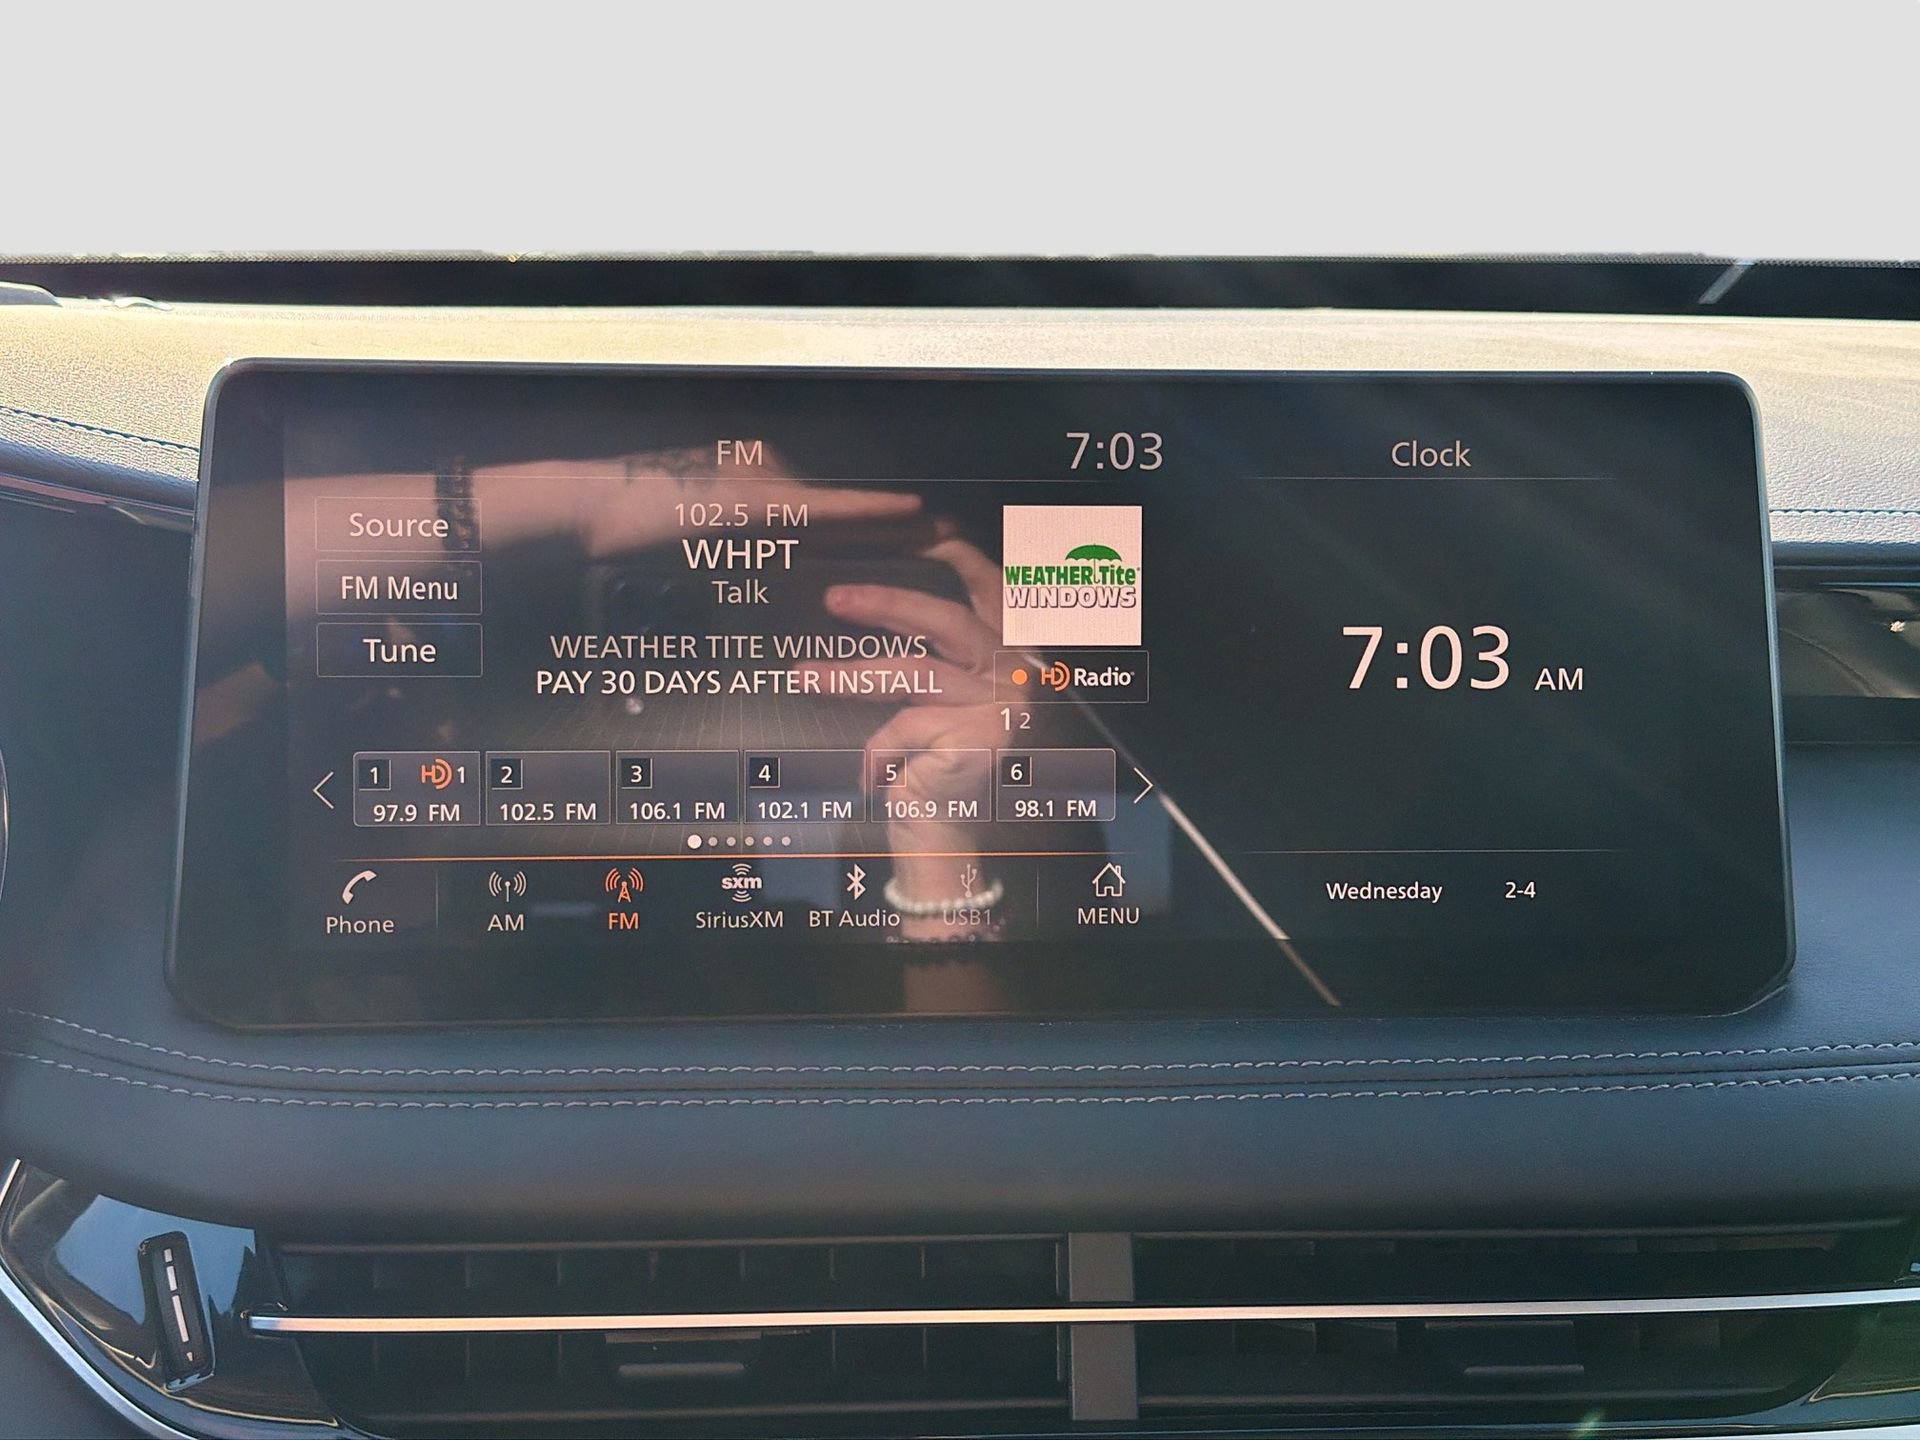 FM
7:03
Clock
Source
FM Menu
Tune
102.5 FM
WHPT
Talk
WEATHER TITE WINDOWS
PAY 30 DAYS AFTER INSTALL
WEATHER Tite
WINDOWS
HD Radio
1 2
7:03 AM
1 HD 1
97.9 FM
2
102.5 FM
3
106.1 FM
4
102.1 FM
5
106.9 FM
6
98.1 FM
Phone
AM
FM
sxm
SiriusXM
BT Audio
USB1
MENU
Wednesday 2-4